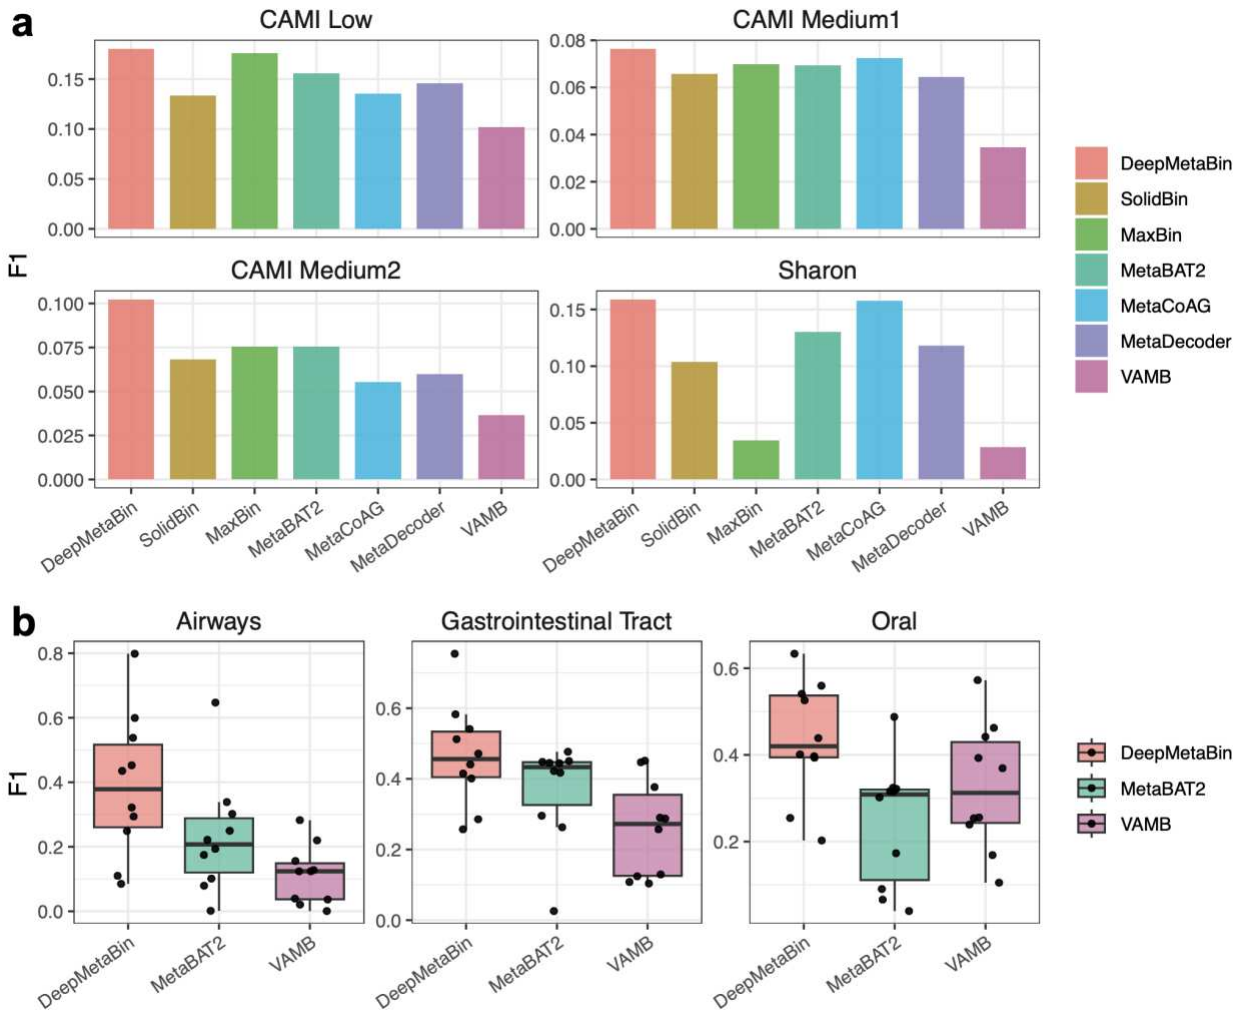 a
CAMI Low
CAMI Medium1
0.15
0.10
0.05
0.00
0.08
0.06
0.04
0.02
0.00
F1
CAMI Medium2
Sharon
0.100
0.075
0.050
0.025
0.000
0.15
0.10
0.05
0.00
DeepMetaBin
SolidBin
MaxBin
MetaBAT2
MetaCoAG
MetaDecoder
VAMB
DeepMetaBin
SolidBin
MaxBin
MetaBAT2
MetaCoAG
MetaDecoder
VAMB
DeepMetaBin
SolidBin
MaxBin
MetaBAT2
MetaCoAG
MetaDecoder
VAMB
b
Airways
Gastrointestinal Tract
Oral
F1
0.8
0.6
0.4
0.2
0.0
0.6
0.4
0.2
0.0
0.6
0.4
0.2
DeepMetaBin
MetaBAT2
VAMB
DeepMetaBin
MetaBAT2
VAMB
DeepMetaBin
MetaBAT2
VAMB
DeepMetaBin
MetaBAT2
VAMB